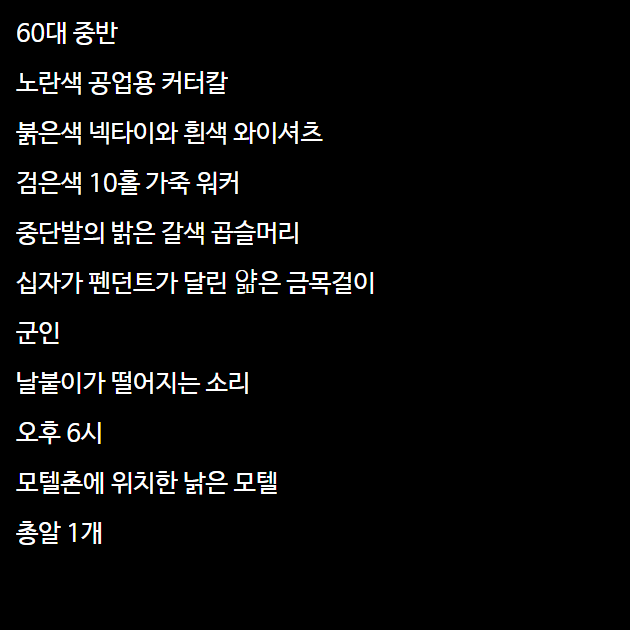 60대 중반
노란색 공업용 커터칼
붉은색 넥타이와 흰색 와이셔츠
검은색 10홀 가죽 워커
중단발의 밝은 갈색 곱슬머리
십자가 펜던트가 달린 얇은 금목걸이
군인
날붙이가 떨어지는 소리
오후 6시
모텔촌에 위치한 낡은 모텔
총알 1개